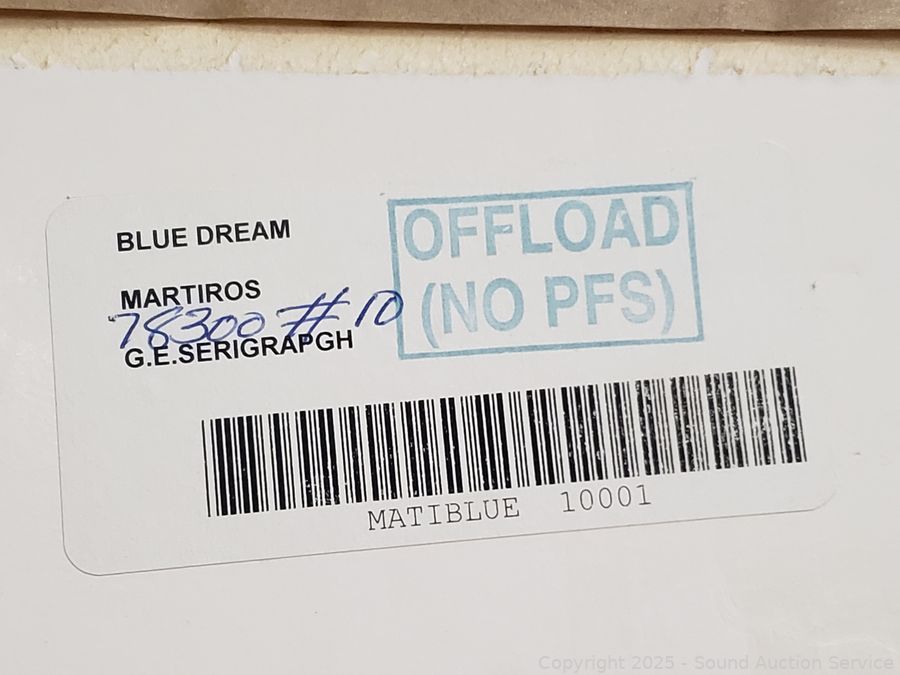 BLUE DREAM
OFFLOAD
(NO PFS)
MARTIROS
78300 # 10
G.E.SERIGRAPGH
MATIBLUE 10001
Copyright 2025 - Sound Auction Service